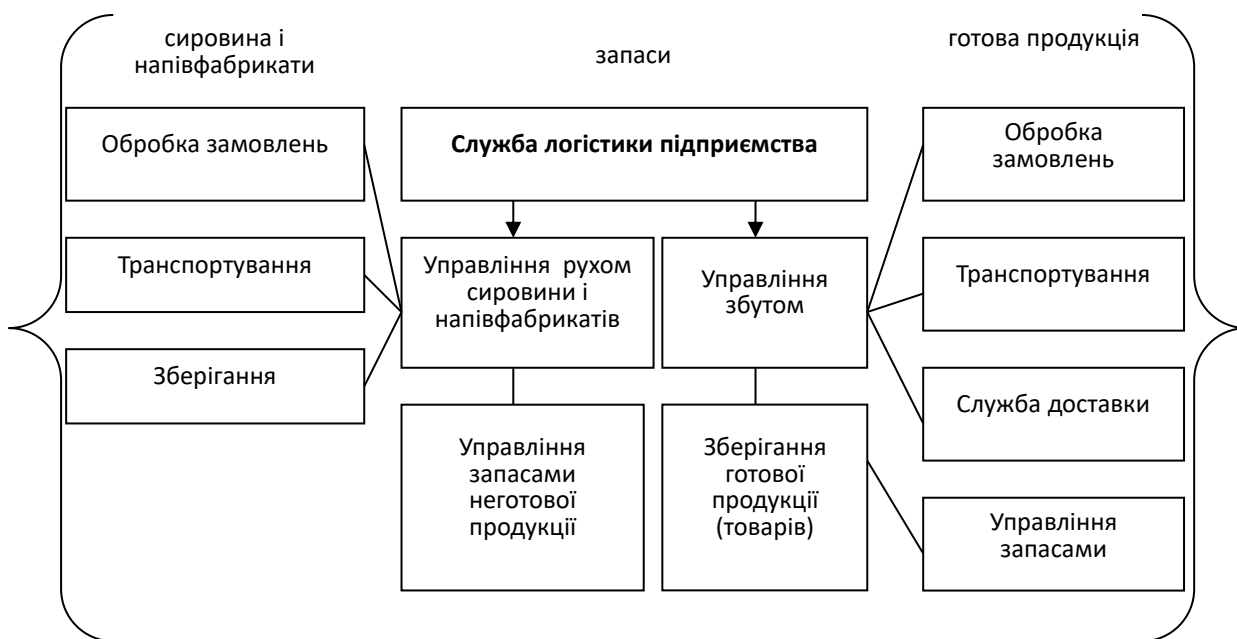 сировина і
напівфабрикати
запаси
готова продукція
Обробка замовлень
Служба логістики підприємства
Обробка
замовлень
Транспортування
Управління рухом
сировини і
напівфабрикатів
Управління
збутом
Транспортування
Зберігання
Служба доставки
Управління
запасами
неготової
продукції
Зберігання
готової
продукції
(товарів)
Управління
запасами